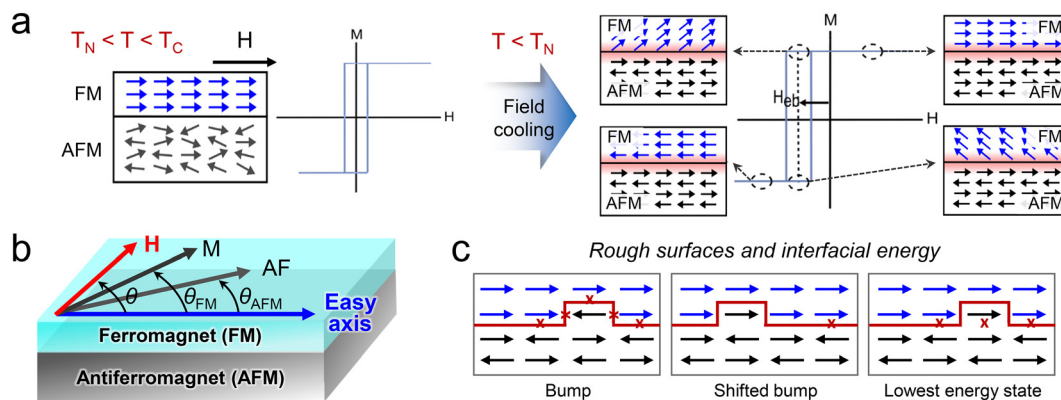 a
T_N < T < T_C
H
FM
AFM
M
H
T < T_N
Field
cooling
FM
AFM
FM
AFM
M
H_eb
H
FM
AFM
FM
AFM
b
H
M
AF
θ
θ_FM
θ_AFM
Easy
axis
Ferromagnet (FM)
Antiferromagnet (AFM)
c
Rough surfaces and interfacial energy
x
x
x
x
x
x
x
x
x
Bump
Shifted bump
Lowest energy state